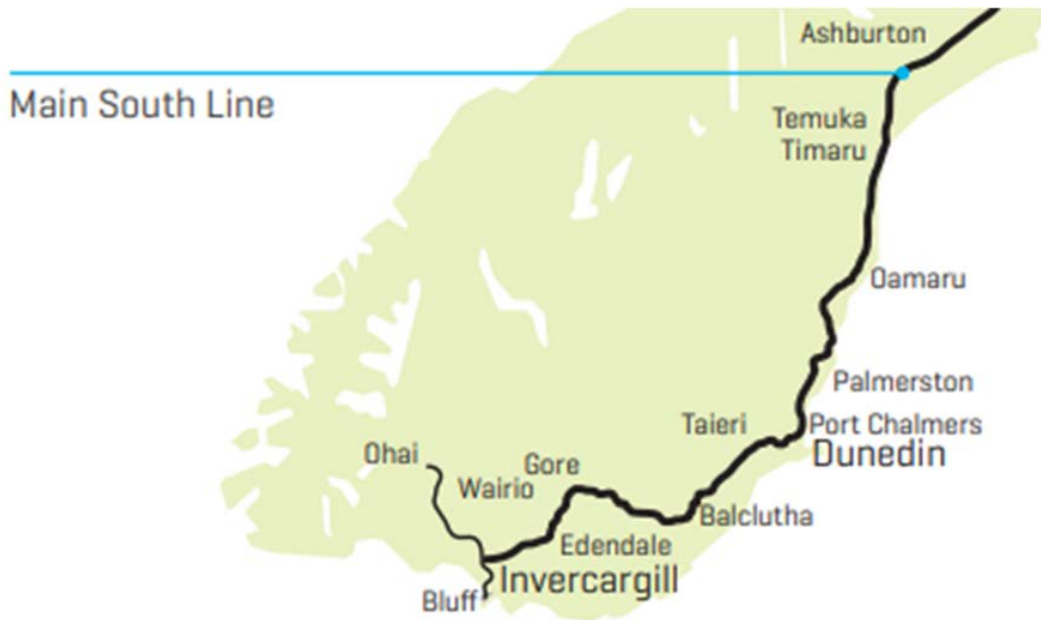 Ashburton
Main South Line
Temuka
Timaru
Oamaru
Palmerston
Port Chalmers
Taieri
Dunedin
Ohai
Gore
Wairio
Balclutha
Edendale
Invercargill
Bluff